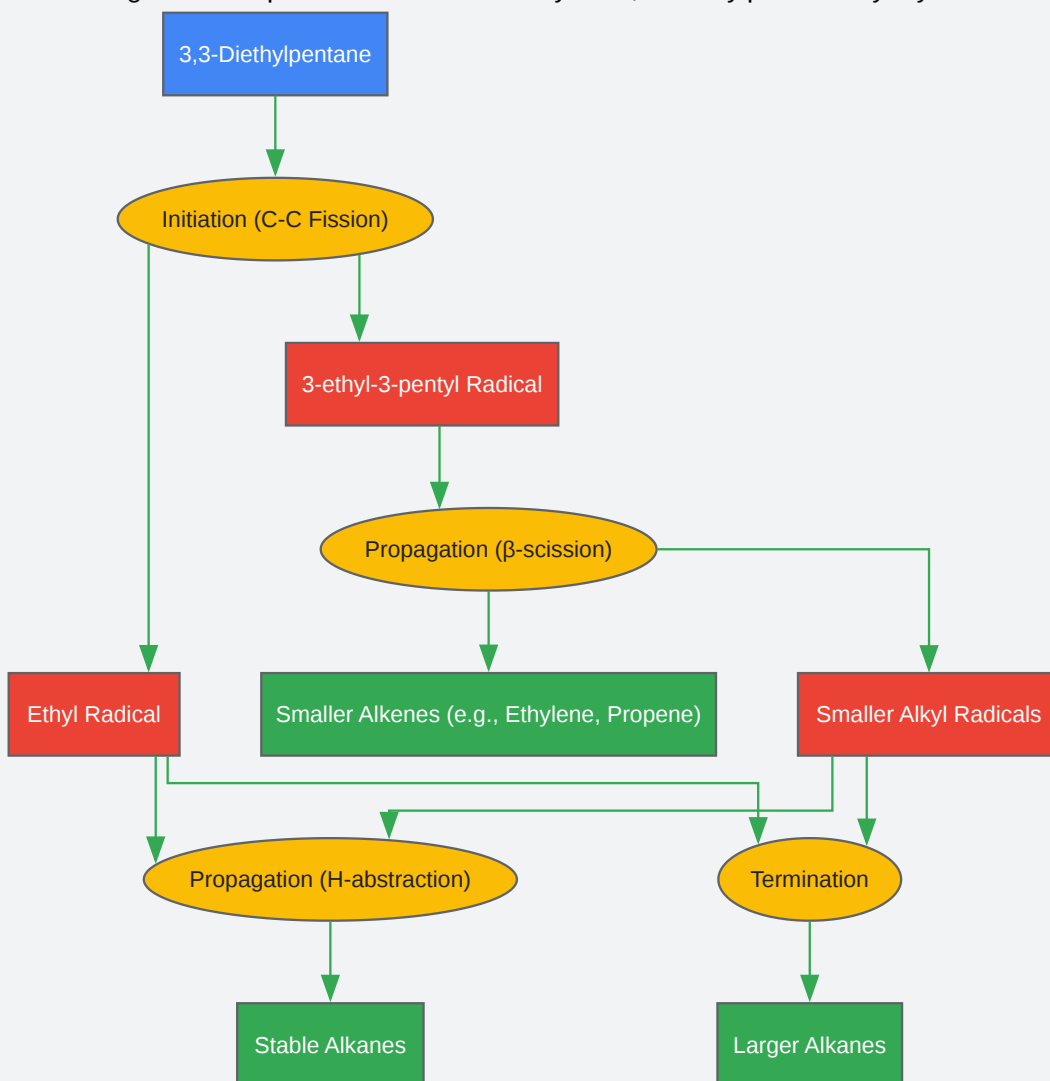 3,3-Diethylpentane
Initiation (C-C Fission)
3-ethyl-3-pentyl Radical
Propagation (β-scission)
Ethyl Radical
Smaller Alkenes (e.g., Ethylene, Propene)
Smaller Alkyl Radicals
Propagation (H-abstraction)
Termination
Stable Alkanes
Larger Alkanes